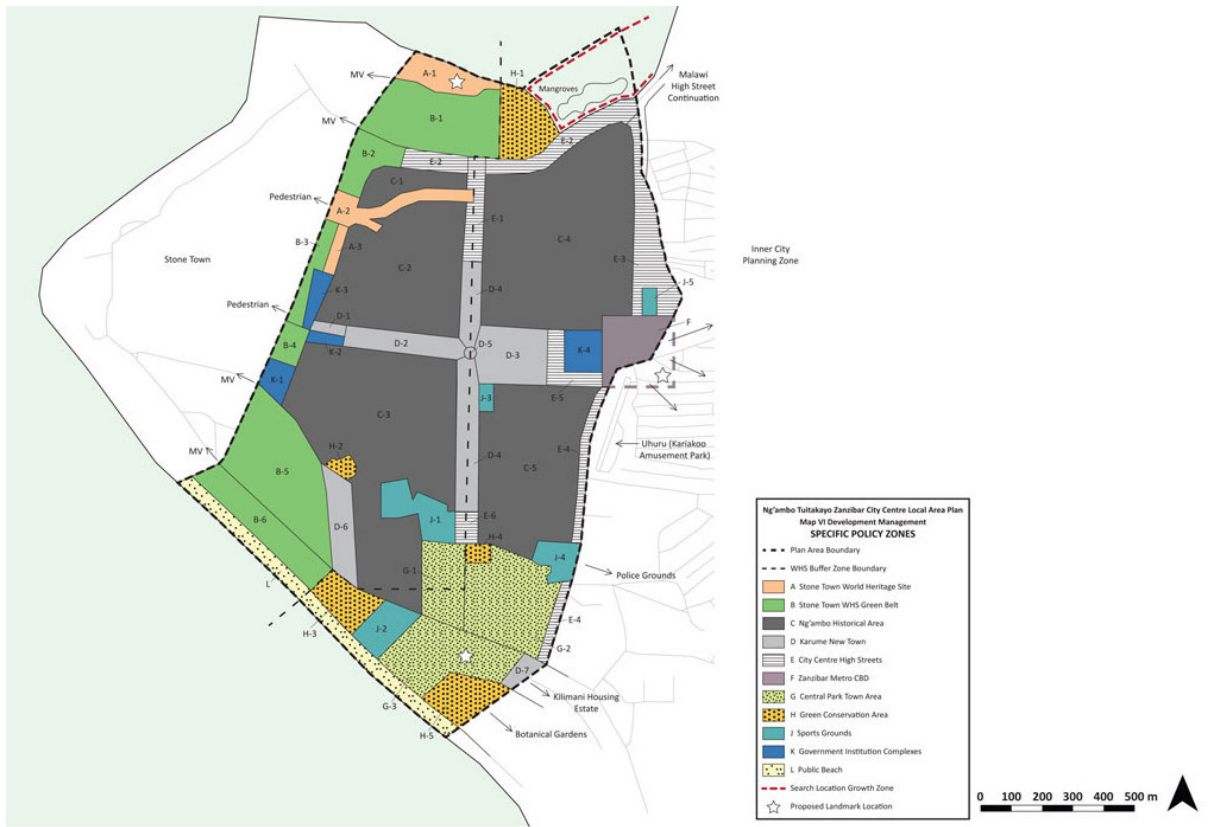 A-1
MV
H-1
Mangroves
Malawi
High Street
Continuation
B-1
MV
B-2
E-2
E-2
C-1
Pedestrian
A-2
E-1
B-3
A-3
C-4
Inner City
Planning Zone
Stone Town
E-3
C-2
J-5
K-3
D-4
Pedestrian
D-1
F
B-4
K-2
D-2
D-5
D-3
K-4
MV
K-1
J-3
E-5
C-3
H-2
E-4
Uhuru (Kariakoo
Amusement Park)
MV
D-4
C-5
B-5
B-6
D-6
J-1
E-6
H-4
J-4
G-1
Police Grounds
L
E-4
H-3
J-2
G-2
D-7
Kilimani Housing
Estate
G-3
H-5
Botanical Gardens
Ng'ambo Tuitakayo Zanzibar City Centre Local Area Plan
Map VI Development Management
SPECIFIC POLICY ZONES
Plan Area Boundary
WHS Buffer Zone Boundary
A Stone Town World Heritage Site
B Stone Town WHS Green Belt
C Ng'ambo Historical Area
D Karume New Town
E City Centre High Streets
F Zanzibar Metro CBD
G Central Park Town Area
H Green Conservation Area
J Sports Grounds
K Government Institution Complexes
L Public Beach
Search Location Growth Zone
Proposed Landmark Location
0 100 200 300 400 500 m